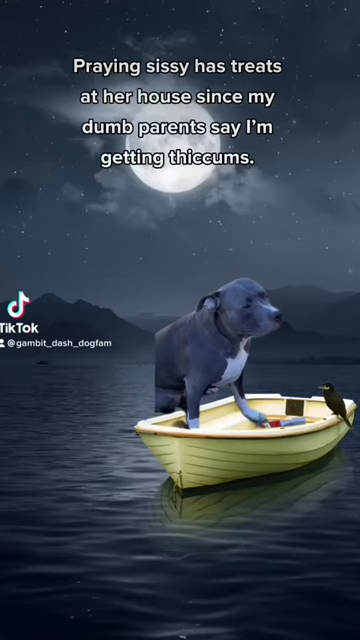 Praying sissy has treats
at her house since my
dumb parents say I'm
getting thiccums.
TikTok
@gambit_dash_dogfam